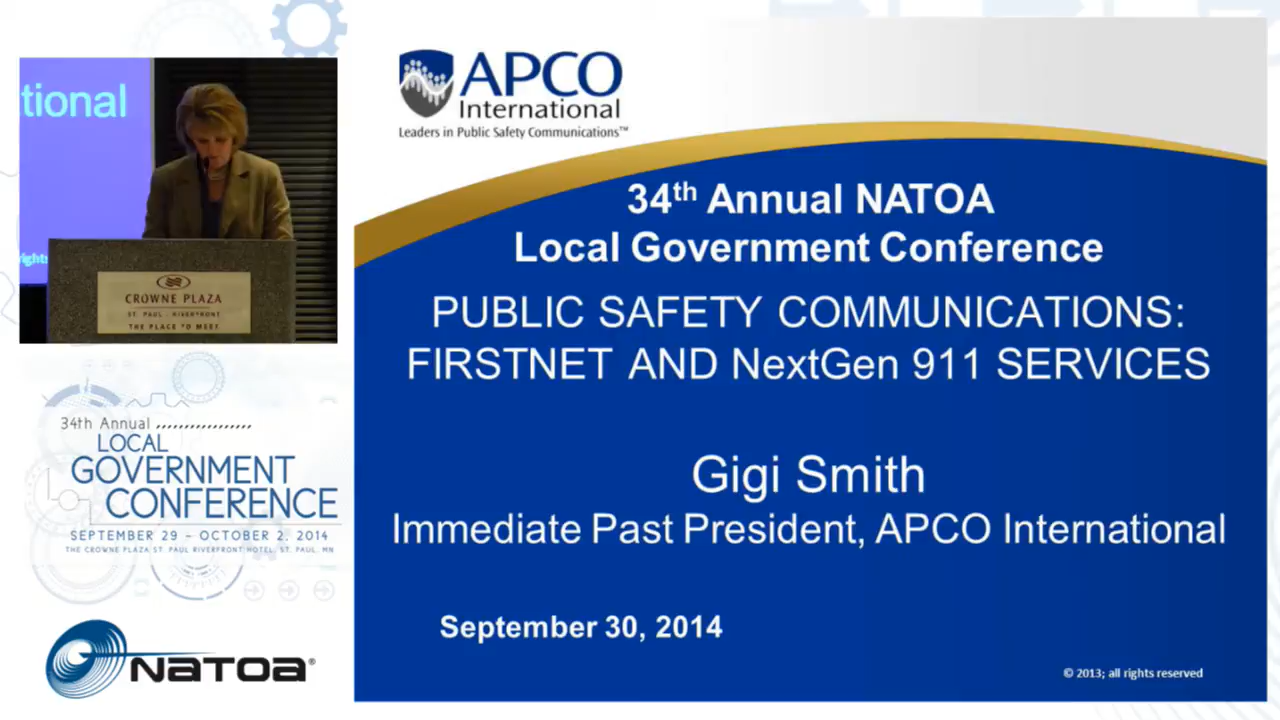 tional
rights
CROWNE PLAZA
ST. PAUL - RIVERFRONT
THE PLACE TO MEET
34th Annual
LOCAL
GOVERNMENT
CONFERENCE
SEPTEMBER 29 - OCTOBER 2, 2014
THE CROWNE PLAZA ST. PAUL RIVERFRONT HOTEL, ST. PAUL, MN
NATOA®
APCO
International
Leaders in Public Safety Communications™
34th Annual NATOA
Local Government Conference
PUBLIC SAFETY COMMUNICATIONS:
FIRSTNET AND NextGen 911 SERVICES
Gigi Smith
Immediate Past President, APCO International
September 30, 2014
© 2013; all rights reserved